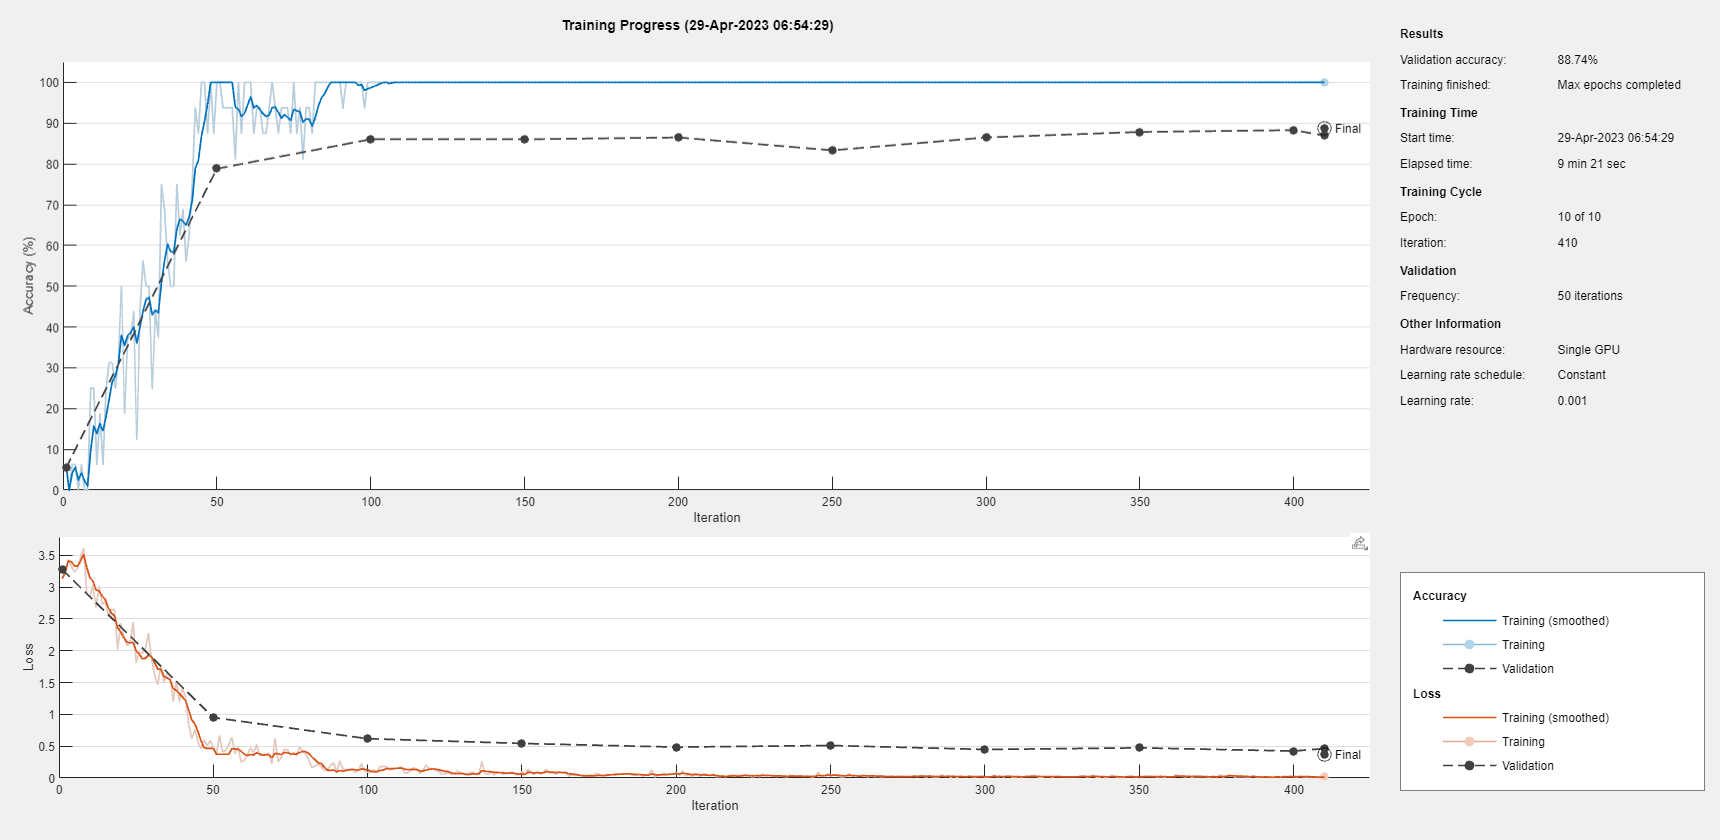 Training Progress (29-Apr-2023 06:54:29)
100
90
80
70
60
50
40
30
20
10
0
Accuracy (%)
Final
0 50 100 150 200 250 300 350 400
Iteration
3.5
3
2.5
2
1.5
1
0.5
0
Loss
Final
0 50 100 150 200 250 300 350 400
Iteration
Results
Validation accuracy: 88.74%
Training finished: Max epochs completed
Training Time
Start time: 29-Apr-2023 06:54:29
Elapsed time: 9 min 21 sec
Training Cycle
Epoch: 10 of 10
Iteration: 410
Validation
Frequency: 50 iterations
Other Information
Hardware resource: Single GPU
Learning rate schedule: Constant
Learning rate: 0.001
Accuracy
Training (smoothed)
Training
Validation
Loss
Training (smoothed)
Training
Validation